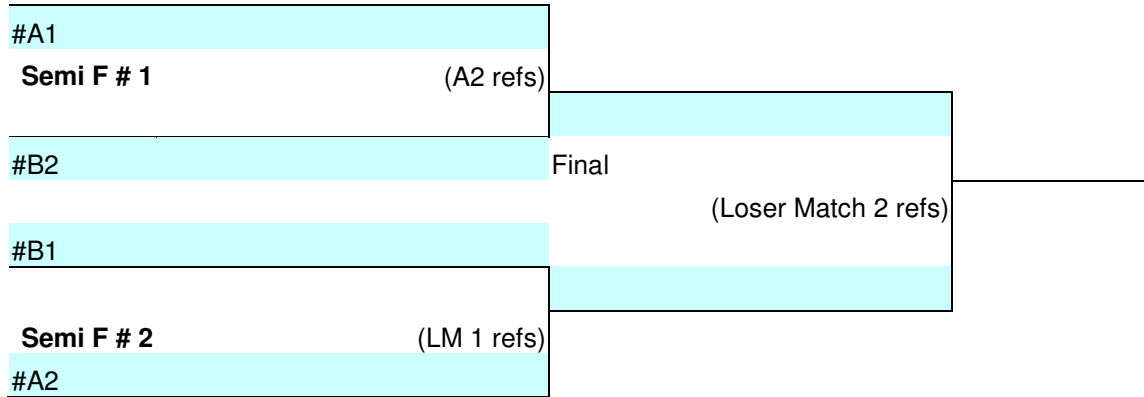 #A1
Semi F # 1 (A2 refs)
#B2 Final
(Loser Match 2 refs)
#B1
Semi F # 2 (LM 1 refs)
#A2